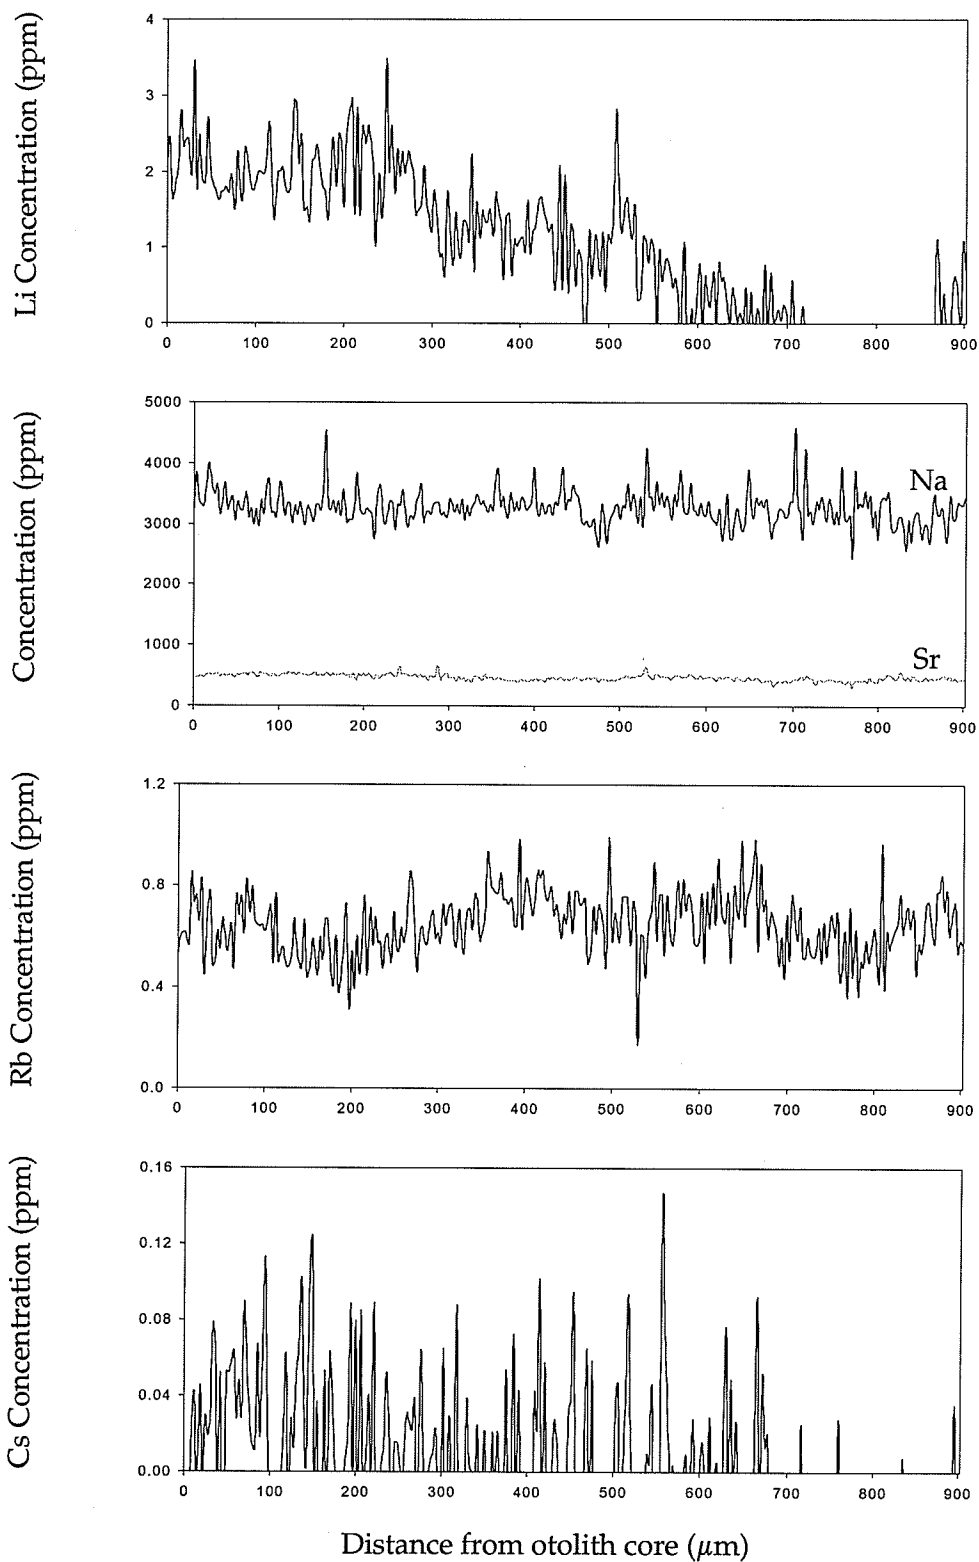 Li Concentration (ppm)
4
3
2
1
0
0 100 200 300 400 500 600 700 800 900
Concentration (ppm)
5000
4000
3000
2000
1000
0
Na
Sr
0 100 200 300 400 500 600 700 800 900
Rb Concentration (ppm)
1.2
0.8
0.4
0.0
0 100 200 300 400 500 600 700 800 900
Cs Concentration (ppm)
0.16
0.12
0.08
0.04
0.00
0 100 200 300 400 500 600 700 800 900
Distance from otolith core (μm)